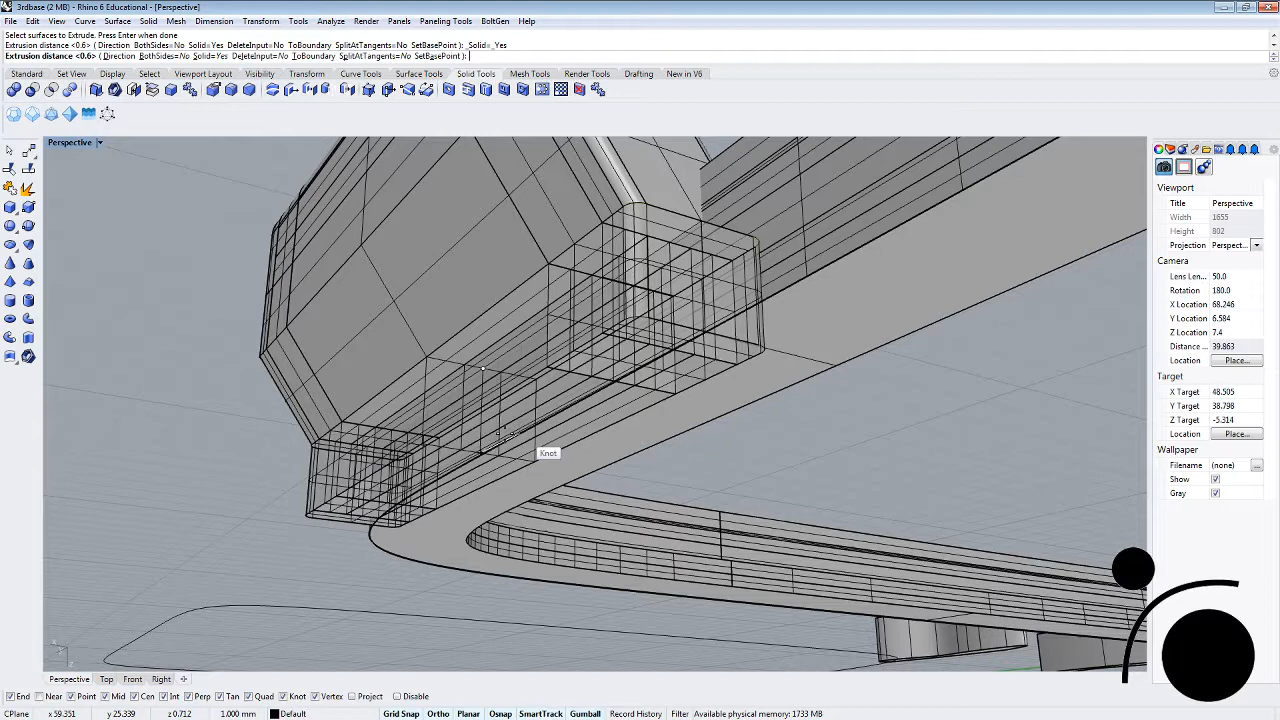 3rdbase (2 MB) - Rhino 6 Educational - [Perspective]
File Edit View Curve Surface Solid Mesh Dimension Transform Tools Analyze Render Panels Paneling Tools BoltGen Help
Select surfaces to Extrude. Press Enter when done
Extrusion distance <0.6> ( Direction BothSides=No Solid=Yes DeleteInput=No ToBoundary SplitAtTangents=No SetBasePoint ): _Solid=_Yes
Extrusion distance <0.6> ( Direction BothSides=No Solid=Yes DeleteInput=No ToBoundary SplitAtTangents=No SetBasePoint ):
Standard Set View Display Select Viewport Layout Visibility Transform Curve Tools Surface Tools Solid Tools Mesh Tools Render Tools Drafting New in V6
Perspective
Viewport
Title Perspective
Width 1655
Height 802
Projection Perspect...
Camera
Lens Len... 50.0
Rotation 180.0
X Location 68.246
Y Location 6.584
Z Location 7.4
Distance ... 39.863
Location Place...
Target
X Target 48.505
Y Target 38.798
Z Target -5.314
Location Place...
Wallpaper
Filename (none) ...
Show
Gray
Knot
Perspective Top Front Right
End Near Point Mid Cen Int Perp Tan Quad Knot Vertex Project Disable
CPlane x 59.351 y 25.339 z 0.712 1.000 mm Default Grid Snap Ortho Planar Osnap SmartTrack Gumball Record History Filter Available physical memory: 1733 MB